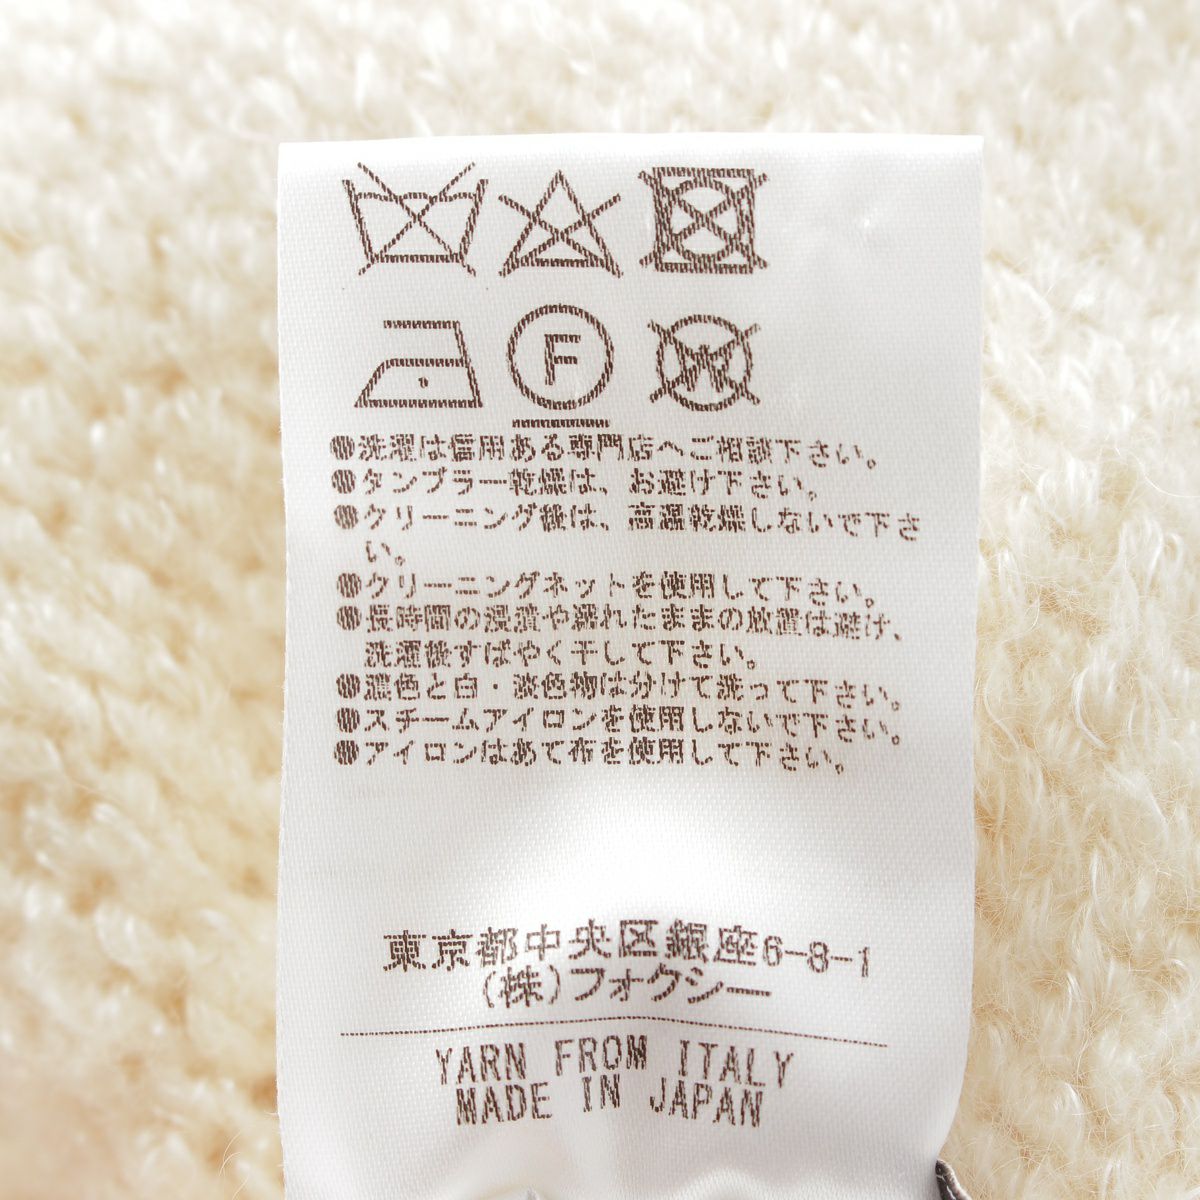 F
W
●洗濯は信用ある専門店へご相談下さい。
●タンブラー乾燥は、お避け下さい。
●クリーニング後は、高温乾燥しないで下さ
い。
●クリーニングネットを使用して下さい。
●長時間の浸漬や濡れたままの放置は避け、
洗濯後すばやく干して下さい。
●濃色と白・淡色物は分けて洗って下さい。
●スチームアイロンを使用しないで下さい。
●アイロンはあて布を使用して下さい。
東京都中央区銀座6-8-1
(株)フォクシー
YARN FROM ITALY
MADE IN JAPAN